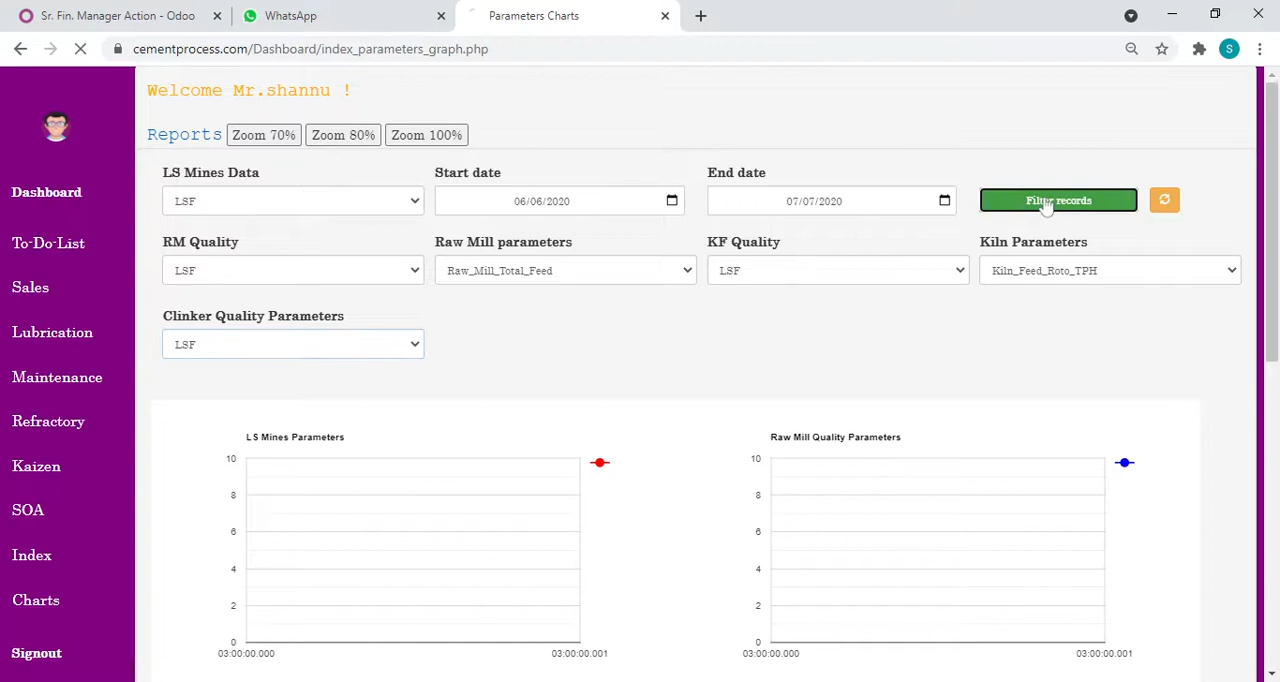 Sr. Fin. Manager Action - Odoo
WhatsApp
Parameters Charts
cementprocess.com/Dashboard/index_parameters_graph.php
S
Welcome Mr.shannu !
Reports Zoom 70% Zoom 80% Zoom 100%
Dashboard
To-Do-List
Sales
Lubrication
Maintenance
Refractory
Kaizen
SOA
Index
Charts
Signout
LS Mines Data
LSF
Start date
06/06/2020
End date
07/07/2020
Filter records
RM Quality
LSF
Raw Mill parameters
Raw_Mill_Total_Feed
KF Quality
LSF
Kiln Parameters
Kiln_Feed_Roto_TPH
Clinker Quality Parameters
LSF
LS Mines Parameters
10
8
6
4
2
0
03:00:00.000 03:00:00.001
Raw Mill Quality Parameters
10
8
6
4
2
0
03:00:00.000 03:00:00.001